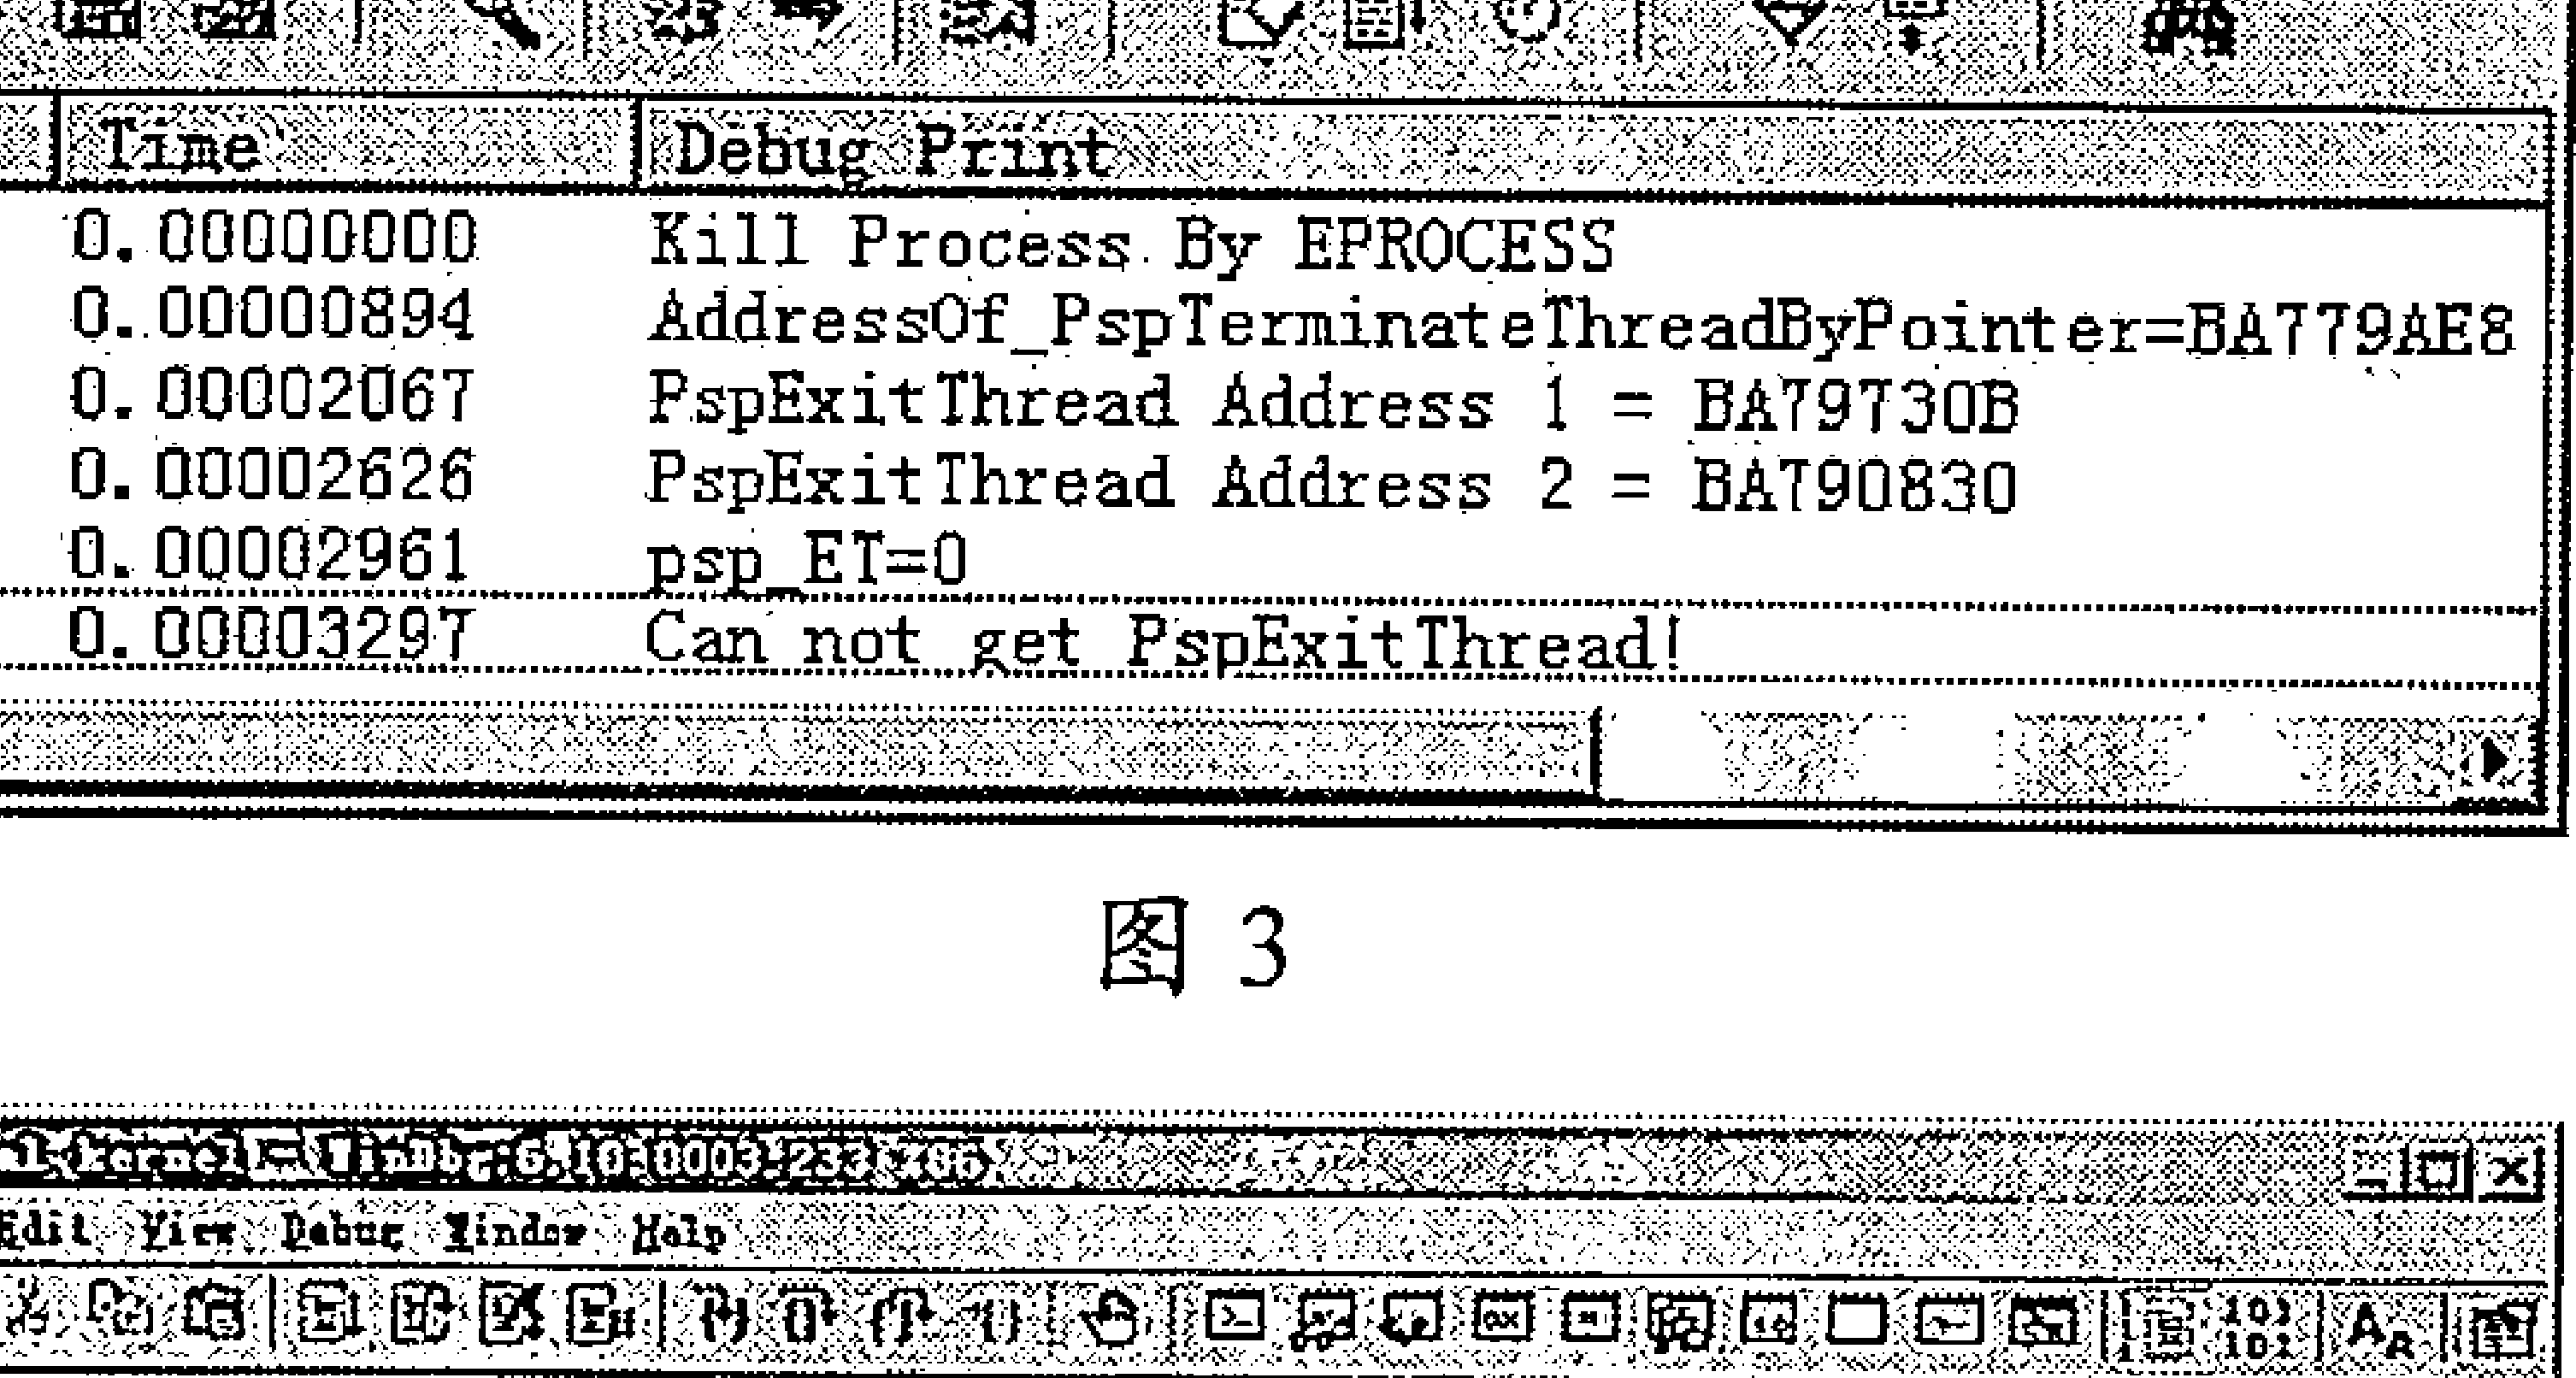 Time Debug Print
0.00000000 Kill Process By EPROCESS
0.00000894 AddressOf_PspTerminateThreadByPointer=BA779AE8
0.00002067 PspExitThread Address 1 = BA79730B
0.00002626 PspExitThread Address 2 = BA790830
0.00002961 psp_ET=0
0.00003297 Can not get PspExitThread!
图 3
Edit View Debug Window Help